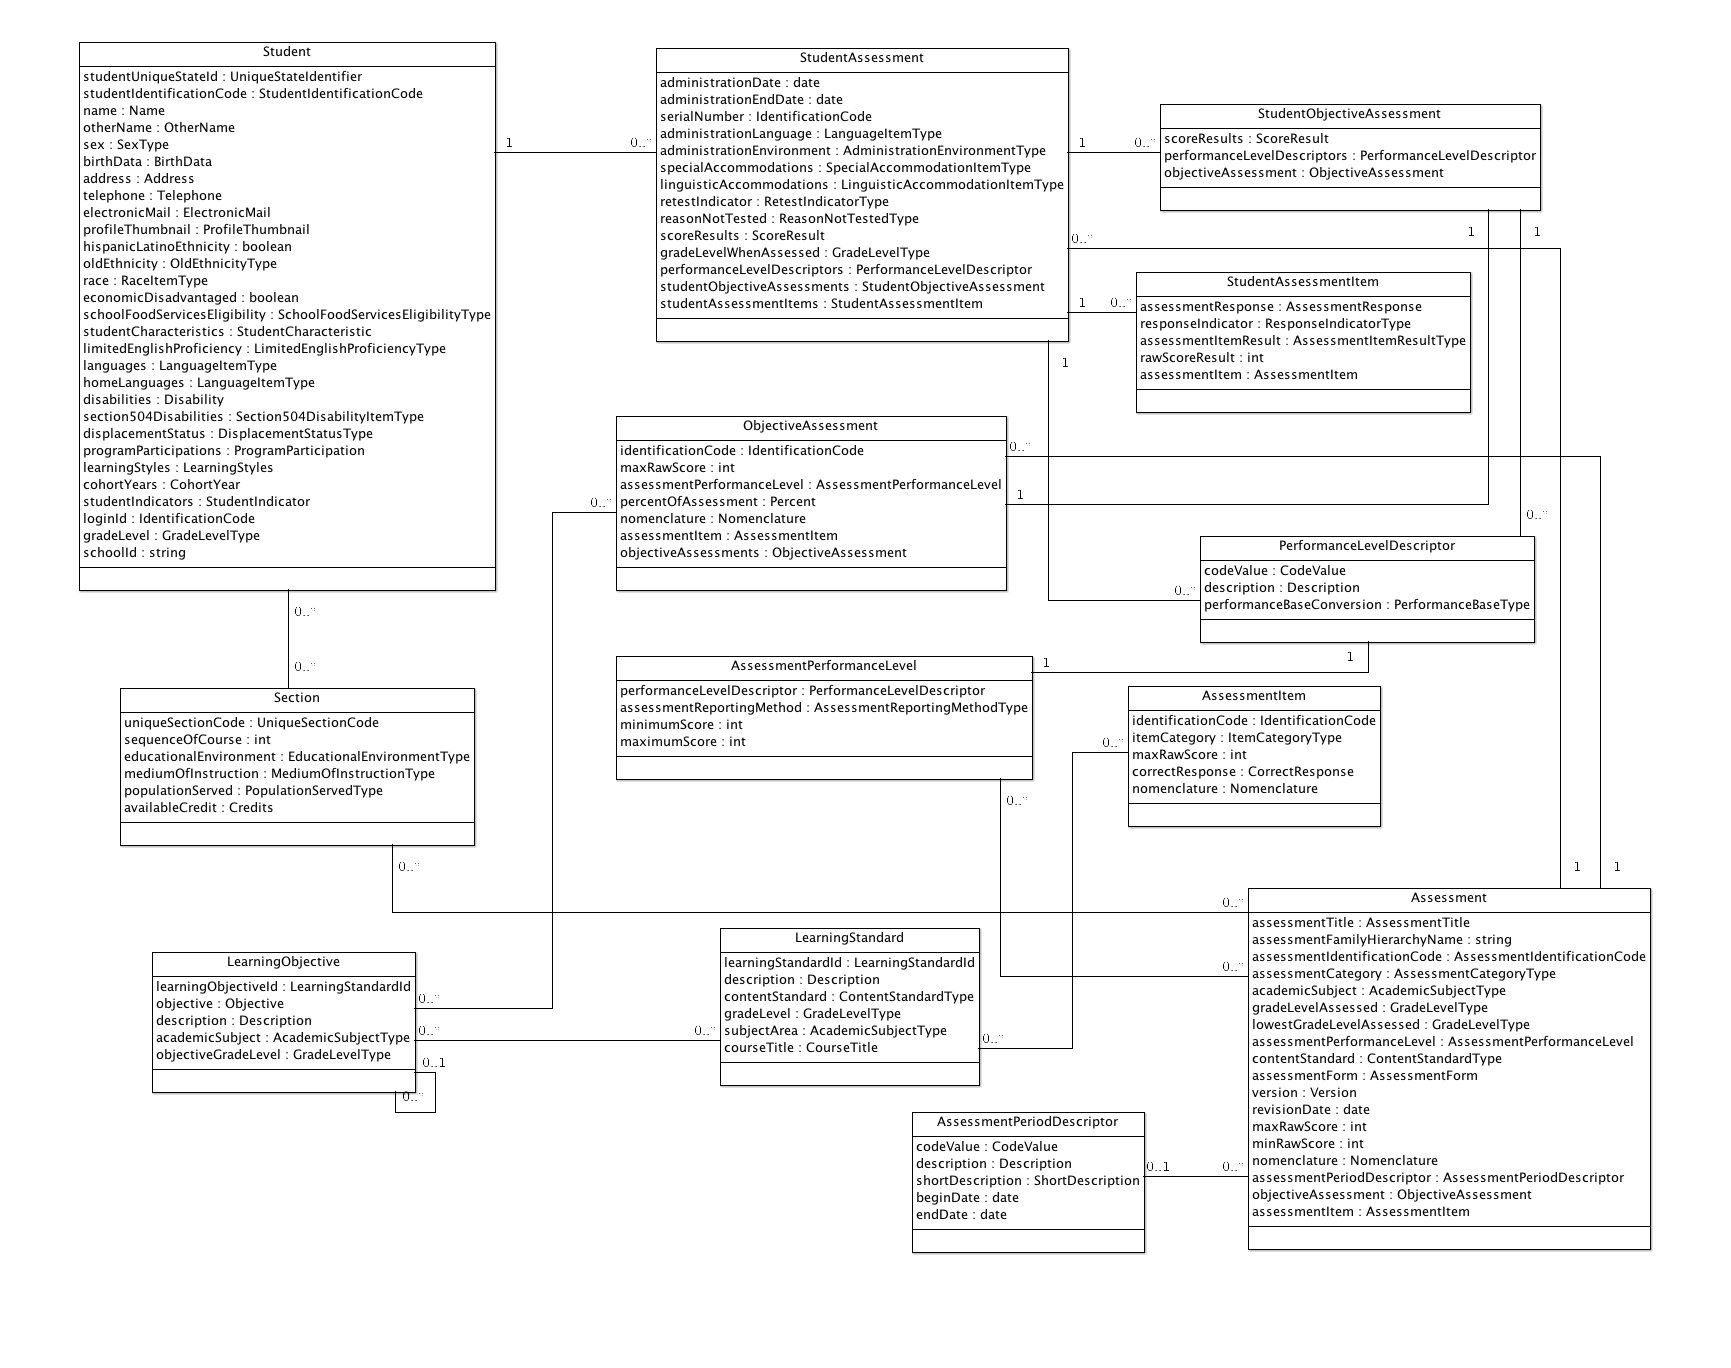 Student
studentUniqueStateId : UniqueStateIdentifier
studentIdentificationCode : StudentIdentificationCode
name : Name
otherName : OtherName
sex : SexType
birthData : BirthData
address : Address
telephone : Telephone
electronicMail : ElectronicMail
profileThumbnail : ProfileThumbnail
hispanicLatinoEthnicity : boolean
oldEthnicity : OldEthnicityType
race : RaceItemType
economicDisadvantaged : boolean
schoolFoodServicesEligibility : SchoolFoodServicesEligibilityType
studentCharacteristics : StudentCharacteristic
limitedEnglishProficiency : LimitedEnglishProficiencyType
languages : LanguageItemType
homeLanguages : LanguageItemType
disabilities : Disability
section504Disabilities : Section504DisabilityItemType
displacementStatus : DisplacementStatusType
programParticipations : ProgramParticipation
learningStyles : LearningStyles
cohortYears : CohortYear
studentIndicators : StudentIndicator
loginId : IdentificationCode
gradeLevel : GradeLevelType
schoolId : string
1
0..*
StudentAssessment
administrationDate : date
administrationEndDate : date
serialNumber : IdentificationCode
administrationLanguage : LanguageItemType
administrationEnvironment : AdministrationEnvironmentType
specialAccommodations : SpecialAccommodationItemType
linguisticAccommodations : LinguisticAccommodationItemType
retestIndicator : RetestIndicatorType
reasonNotTested : ReasonNotTestedType
scoreResults : ScoreResult
gradeLevelWhenAssessed : GradeLevelType
performanceLevelDescriptors : PerformanceLevelDescriptor
studentObjectiveAssessments : StudentObjectiveAssessment
studentAssessmentItems : StudentAssessmentItem
1
0..*
StudentObjectiveAssessment
scoreResults : ScoreResult
performanceLevelDescriptors : PerformanceLevelDescriptor
objectiveAssessment : ObjectiveAssessment
1
1
0..*
1
0..*
StudentAssessmentItem
assessmentResponse : AssessmentResponse
responseIndicator : ResponseIndicatorType
assessmentItemResult : AssessmentItemResultType
rawScoreResult : int
assessmentItem : AssessmentItem
1
ObjectiveAssessment
identificationCode : IdentificationCode
maxRawScore : int
assessmentPerformanceLevel : AssessmentPerformanceLevel
percentOfAssessment : Percent
nomenclature : Nomenclature
assessmentItem : AssessmentItem
objectiveAssessments : ObjectiveAssessment
0..*
0..*
1
0..*
0..*
PerformanceLevelDescriptor
codeValue : CodeValue
description : Description
performanceBaseConversion : PerformanceBaseType
1
0..*
0..*
Section
uniqueSectionCode : UniqueSectionCode
sequenceOfCourse : int
educationalEnvironment : EducationalEnvironmentType
mediumOfInstruction : MediumOfInstructionType
populationServed : PopulationServedType
availableCredit : Credits
0..*
AssessmentPerformanceLevel
performanceLevelDescriptor : PerformanceLevelDescriptor
assessmentReportingMethod : AssessmentReportingMethodType
minimumScore : int
maximumScore : int
1
0..*
AssessmentItem
identificationCode : IdentificationCode
itemCategory : ItemCategoryType
maxRawScore : int
correctResponse : CorrectResponse
nomenclature : Nomenclature
0..*
1
1
0..*
0..*
0..*
Assessment
assessmentTitle : AssessmentTitle
assessmentFamilyHierarchyName : string
assessmentIdentificationCode : AssessmentIdentificationCode
assessmentCategory : AssessmentCategoryType
academicSubject : AcademicSubjectType
gradeLevelAssessed : GradeLevelType
lowestGradeLevelAssessed : GradeLevelType
assessmentPerformanceLevel : AssessmentPerformanceLevel
contentStandard : ContentStandardType
assessmentForm : AssessmentForm
version : Version
revisionDate : date
maxRawScore : int
minRawScore : int
nomenclature : Nomenclature
assessmentPeriodDescriptor : AssessmentPeriodDescriptor
objectiveAssessment : ObjectiveAssessment
assessmentItem : AssessmentItem
LearningObjective
learningObjectiveId : LearningStandardId
objective : Objective
description : Description
academicSubject : AcademicSubjectType
objectiveGradeLevel : GradeLevelType
0..*
0..*
0..1
0..*
0..*
LearningStandard
learningStandardId : LearningStandardId
description : Description
contentStandard : ContentStandardType
gradeLevel : GradeLevelType
subjectArea : AcademicSubjectType
courseTitle : CourseTitle
0..*
AssessmentPeriodDescriptor
codeValue : CodeValue
description : Description
shortDescription : ShortDescription
beginDate : date
endDate : date
0..1